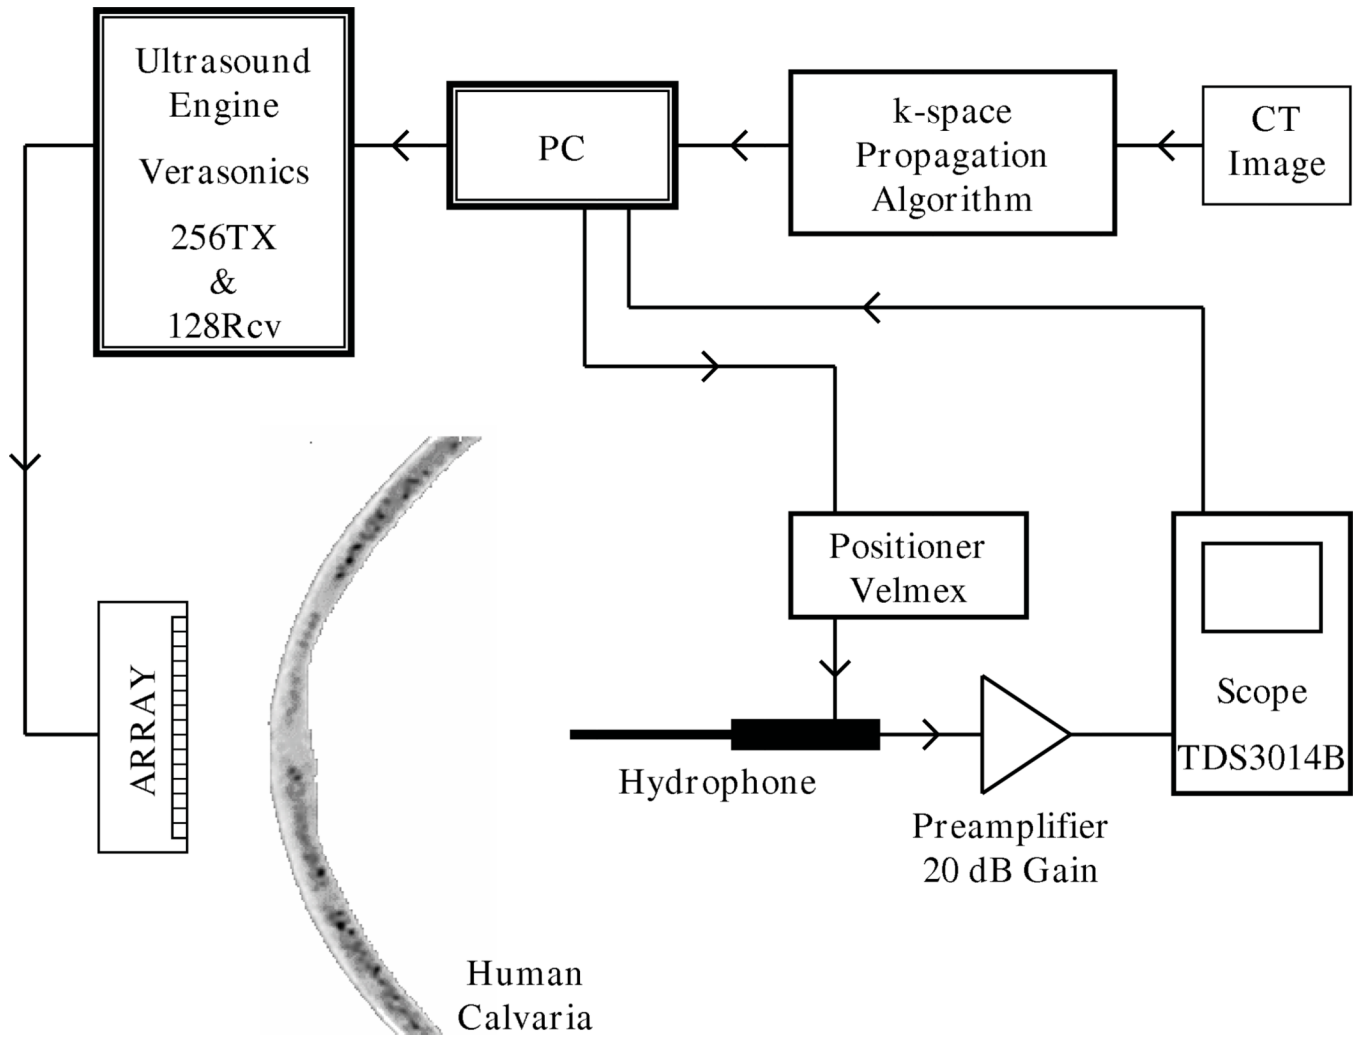 Ultrasound
Engine
Verasonics
256TX
&
128Rcv
PC
k-space
Propagation
Algorithm
CT
Image
Positioner
Velmex
Scope
TDS3014B
ARRAY
Hydrophone
Preamplifier
20 dB Gain
Human
Calvaria